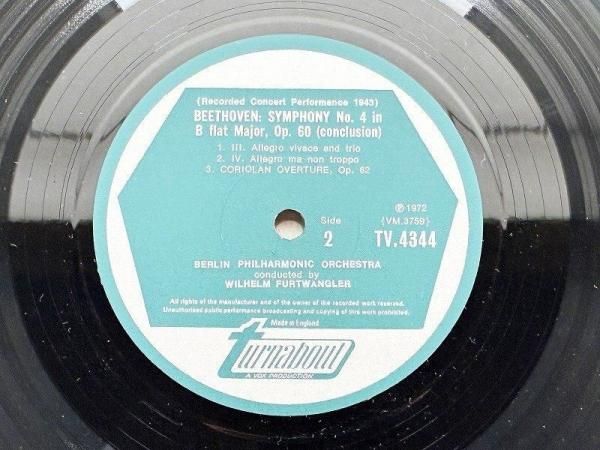 (Recorded Concert Performance 1943)
BEETHOVEN: SYMPHONY No. 4 in
B flat Major, Op. 60 (conclusion)
1. III. Allegro vivace and trio
2. IV. Allegro ma non troppo
3. CORIOLAN OVERTURE, Op. 62
℗ 1972
Side (VM.3759)
2 TV.4344
BERLIN PHILHARMONIC ORCHESTRA
conducted by
WILHELM FURTWANGLER
All rights of the manufacturer and of the owner of the recorded work reserved.
Unauthorised public performance broadcasting and copying of this work prohibited.
Made in England
turnabout
A VOX PRODUCTION